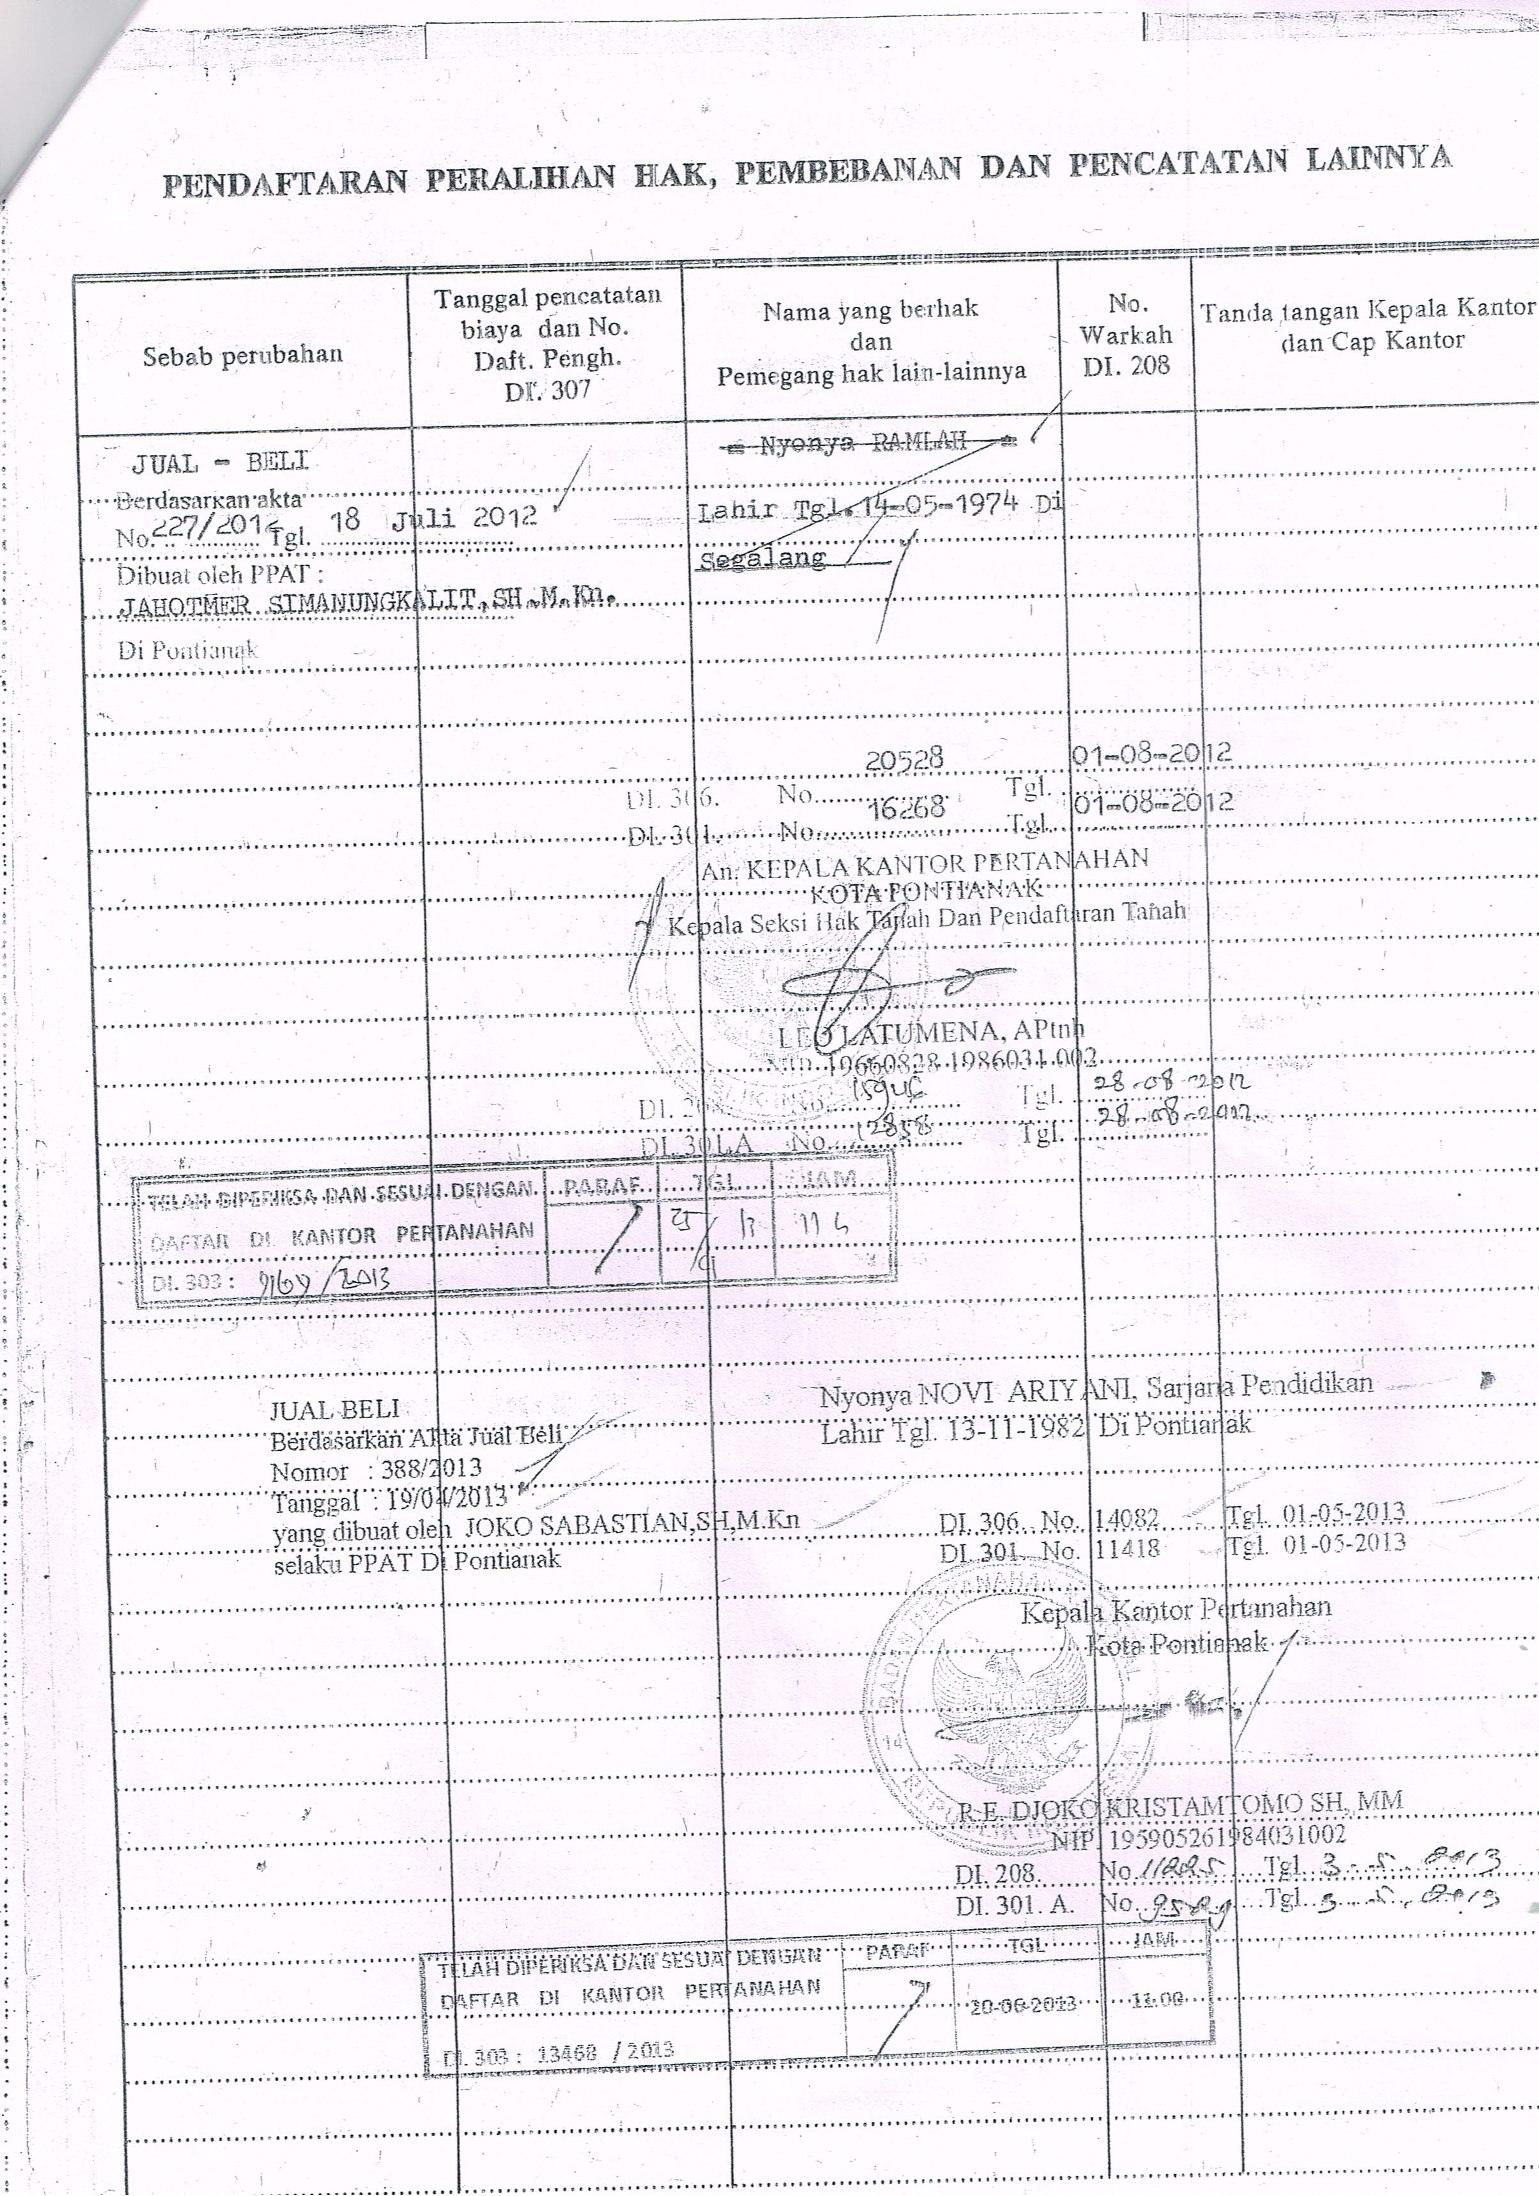 PENDAFTARAN PERALIHAN HAK, PEMBEBANAN DAN PENCATATAN LAINNYA
Sebab perubahan
Tanggal pencatatan
biaya dan No.
Daft. Pengh.
DI. 307
Nama yang berhak
dan
Pemegang hak lain-lainnya
No.
Warkah
DI. 208
Tanda tangan Kepala Kantor
dan Cap Kantor
JUAL - BELI
Berdasarkan akta
No. 227/2012 Tgl. 18 Juli 2012
Dibuat oleh PPAT :
JAHOTMER SIMANUNGKALIT,SH.M.Kn.
Di Pontianak
= Nyonya RAMLAH =
Lahir Tgl.14-05-1974 Di
Segalang
DI. 306. No. 20528 Tgl. 01-08-2012
DI. 301. No. 16268 Tgl. 01-08-2012
An. KEPALA KANTOR PERTANAHAN
KOTA PONTIANAK
Kepala Seksi Hak Tanah Dan Pendaftaran Tanah
LEO LATUMENA, APtnh
NIP. 19660828 1986031 002
DI. No. Tgl. 28-08-2012
DI. 301.A No. 12858 Tgl. 28-08-2012
TELAH DIPERIKSA DAN SESUAI DENGAN PARAF TGL JAM
DAFTAR DI KANTOR PERTANAHAN
DI. 303 : /2013
JUAL BELI
Berdasarkan Akta Jual Beli
Nomor : 388/2013
Tanggal : 19/04/2013
yang dibuat oleh JOKO SABASTIAN,SH,M.Kn
selaku PPAT Di Pontianak
Nyonya NOVI ARIYANI, Sarjana Pendidikan
Lahir Tgl. 13-11-1982 Di Pontianak
DI. 306. No. 14082 Tgl. 01-05-2013
DI. 301. No. 11418 Tgl. 01-05-2013
Kepala Kantor Pertanahan
Kota Pontianak
R.E. DJOKO KRISTAMTOMO SH, MM
NIP. 195905261984031002
DI. 208. No. Tgl. 3-5-2013
DI. 301. A. No. Tgl. 3-5-2013
TELAH DIPERIKSA DAN SESUAI DENGAN PARAF TGL JAM
DAFTAR DI KANTOR PERTANAHAN 20-06-2013 11.00
DI. 303 : 13468 / 2013